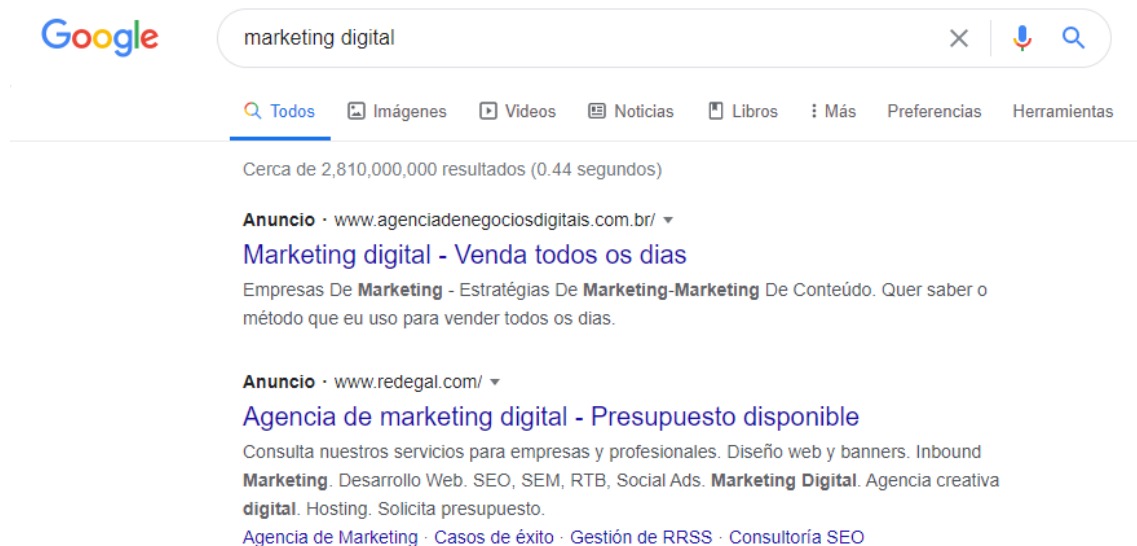 Google
marketing digital
Todos Imágenes Videos Noticias Libros Más Preferencias Herramientas
Cerca de 2,810,000,000 resultados (0.44 segundos)
Anuncio · www.agenciadenegociosdigitais.com.br/
Marketing digital - Venda todos os dias
Empresas De Marketing - Estratégias De Marketing-Marketing De Conteúdo. Quer saber o
método que eu uso para vender todos os dias.
Anuncio · www.redegal.com/
Agencia de marketing digital - Presupuesto disponible
Consulta nuestros servicios para empresas y profesionales. Diseño web y banners. Inbound
Marketing. Desarrollo Web. SEO, SEM, RTB, Social Ads. Marketing Digital. Agencia creativa
digital. Hosting. Solicita presupuesto.
Agencia de Marketing · Casos de éxito · Gestión de RRSS · Consultoría SEO